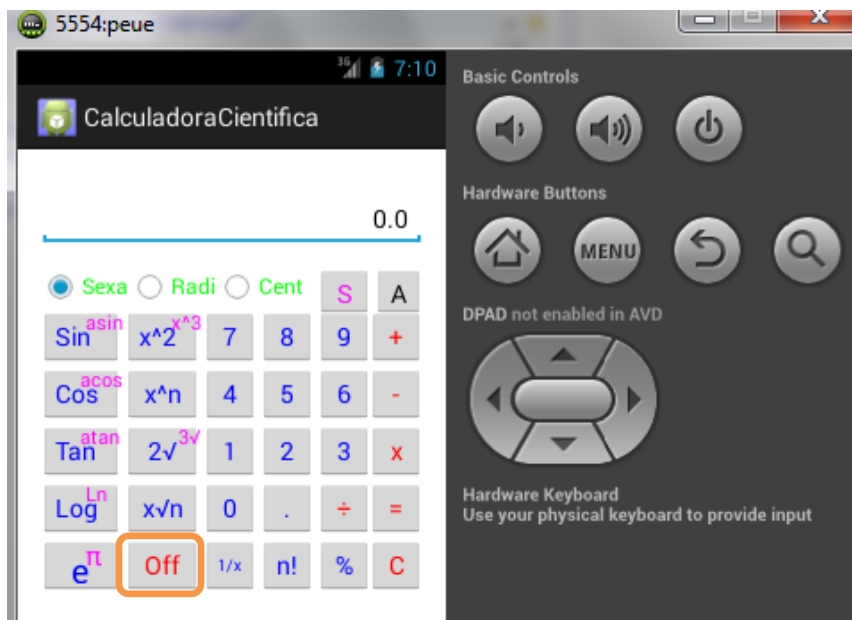 5554:peue
3G 7:10
CalculadoraCientifica
0.0
Sexa Radi Cent S A
Sin asin x^2 x^3 7 8 9 +
Cos acos x^n 4 5 6 -
Tan atan 2√ 3√ 1 2 3 x
Log Ln x√n 0 . ÷ =
e π Off 1/x n! % C
Basic Controls
Hardware Buttons
MENU
DPAD not enabled in AVD
Hardware Keyboard
Use your physical keyboard to provide input